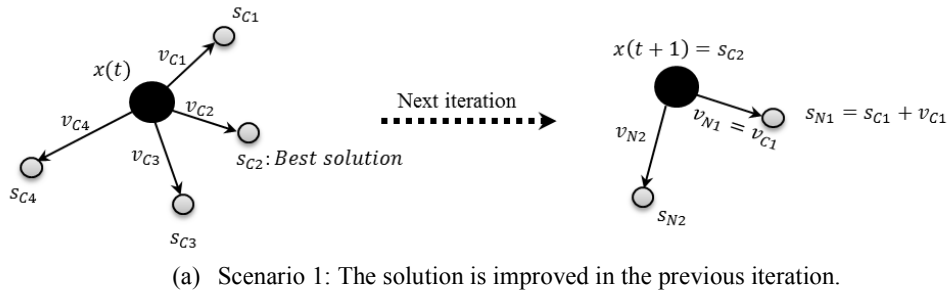 s_{C1}
v_{C1}
x(t)
v_{C2}
v_{C4}
v_{C3}
s_{C2}: Best solution
s_{C4}
s_{C3}
Next iteration
x(t + 1) = s_{C2}
v_{N1} = v_{C1}
s_{N1} = s_{C1} + v_{C1}
v_{N2}
s_{N2}
(a) Scenario 1: The solution is improved in the previous iteration.